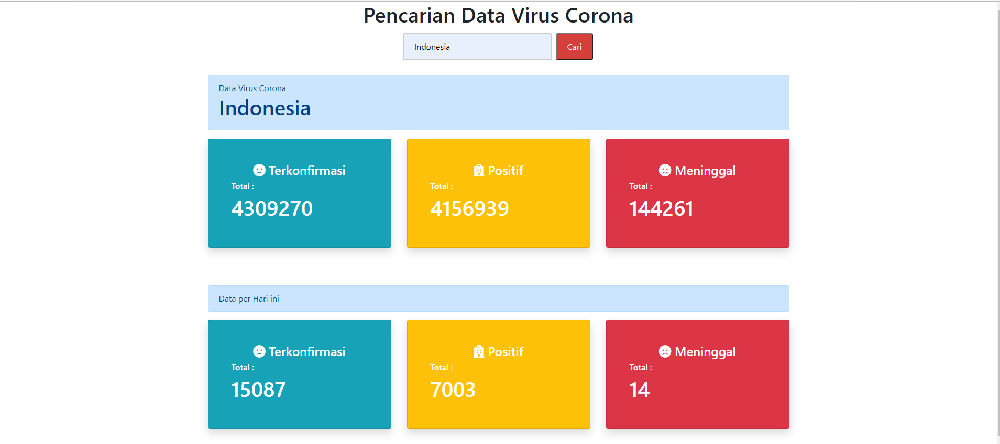 Pencarian Data Virus Corona
Indonesia
Cari
Data Virus Corona
Indonesia
Terkonfirmasi
Total :
4309270
Positif
Total :
4156939
Meninggal
Total :
144261
Data per Hari ini
Terkonfirmasi
Total :
15087
Positif
Total :
7003
Meninggal
Total :
14